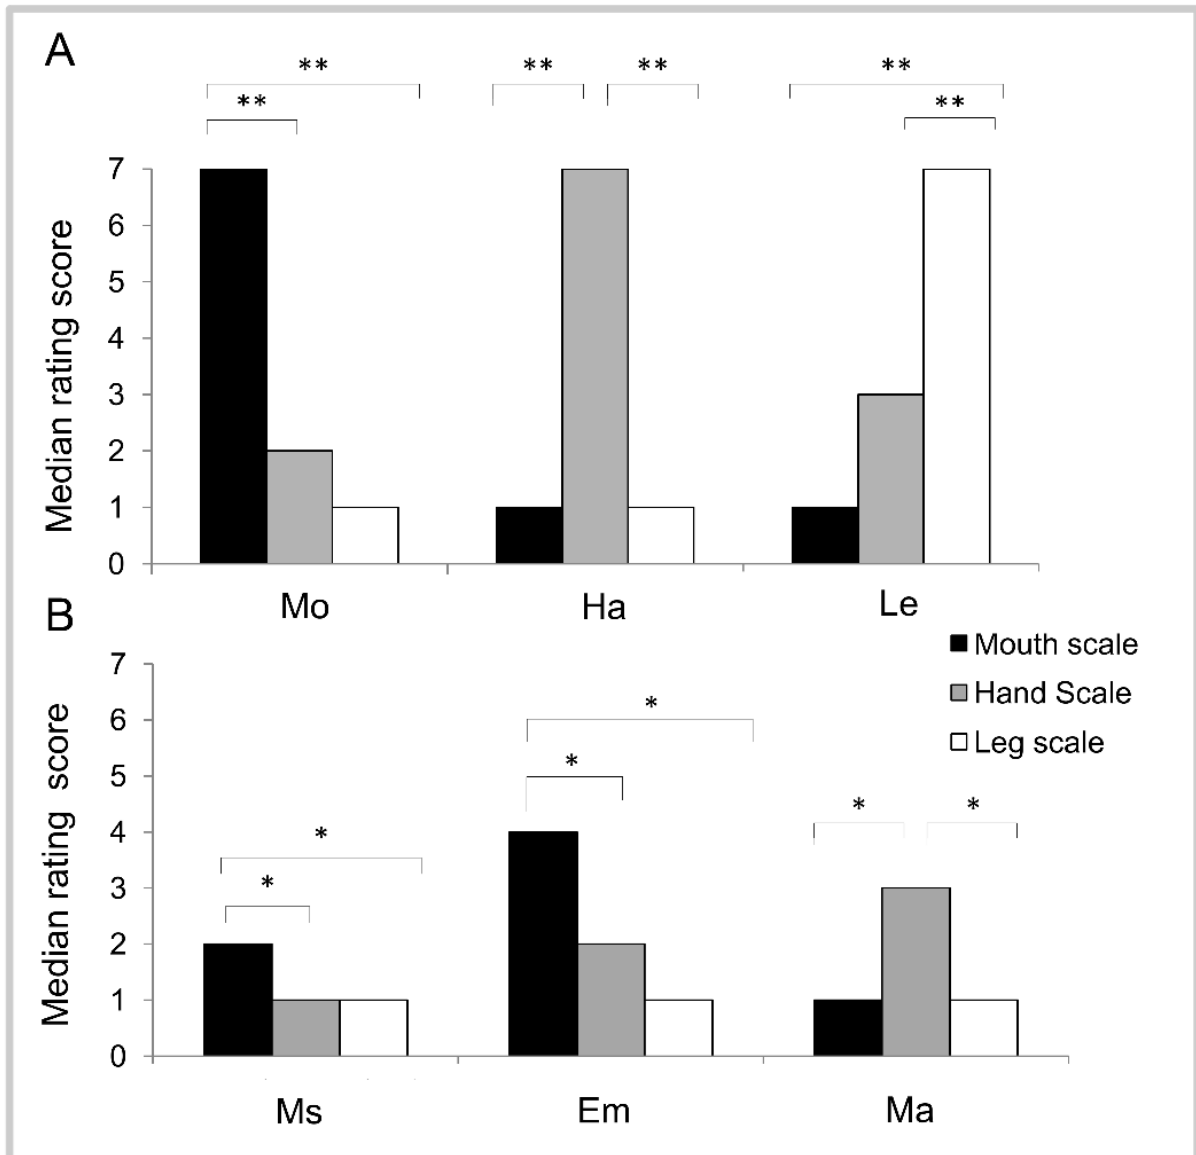 A
** ** ** **
** **
Median rating score
7
6
5
4
3
2
1
0
Mo Ha Le
B
Mouth scale
Hand Scale
Leg scale
Median rating score
7
6
5
4
3
2
1
0
*
*
* *
*
*
Ms Em Ma